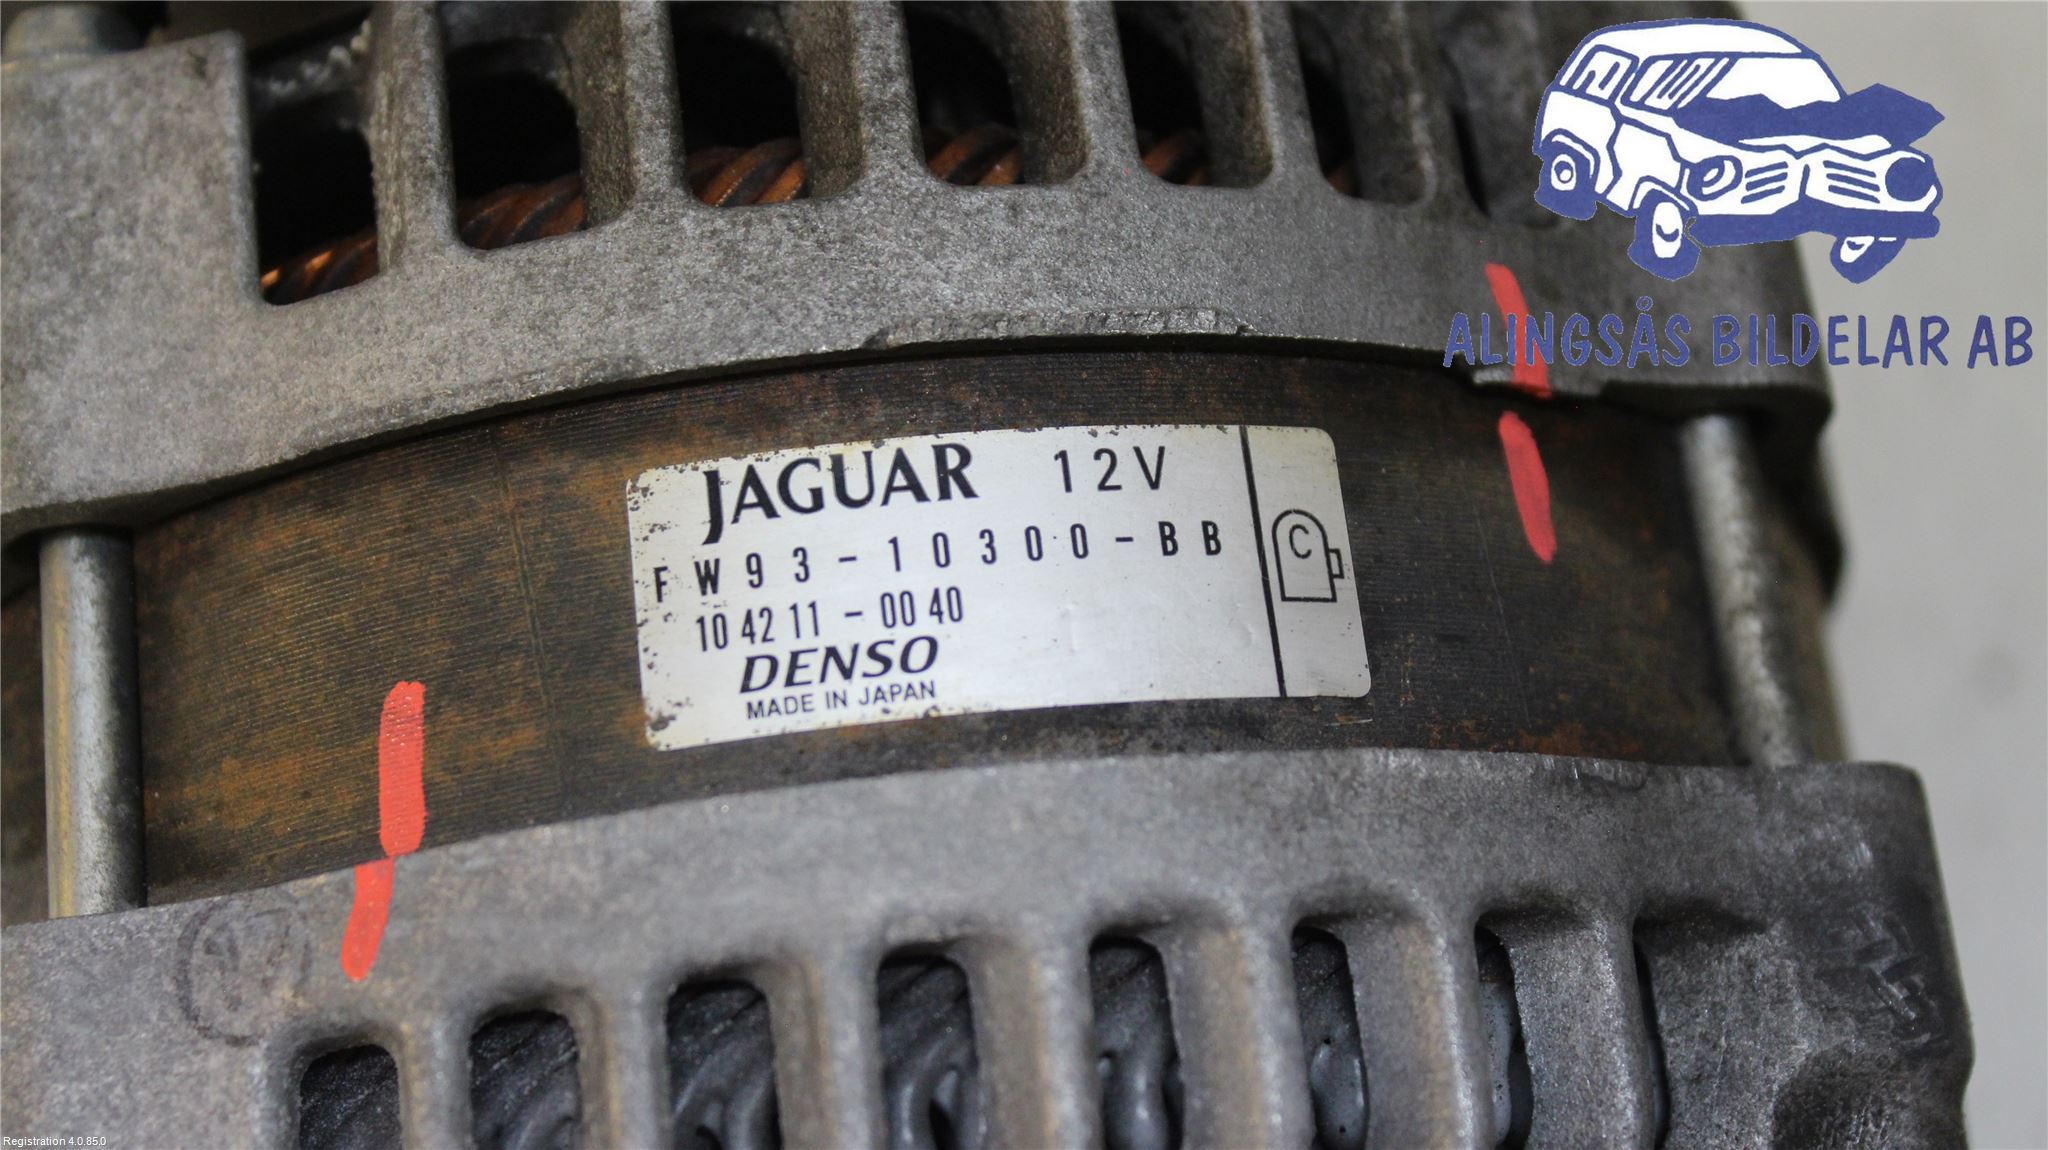 ALINGSÅS BILDELAR AB
JAGUAR 12V
FW93-10300-BB
C
104211-0040
DENSO
MADE IN JAPAN
Registration 4.0.85.0